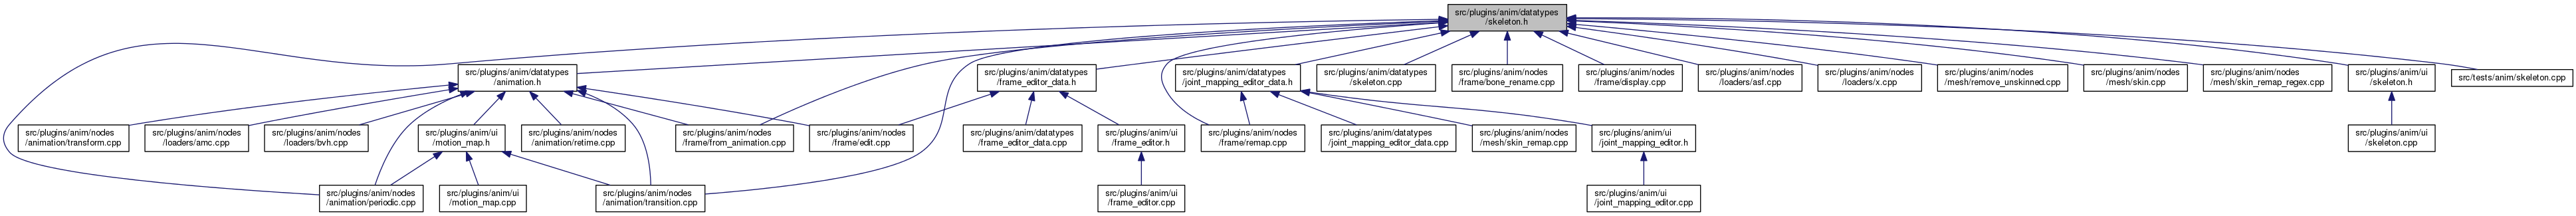 src/plugins/anim/datatypes
/skeleton.h
src/plugins/anim/datatypes
/animation.h
src/plugins/anim/datatypes
/frame_editor_data.h
src/plugins/anim/datatypes
/joint_mapping_editor_data.h
src/plugins/anim/datatypes
/skeleton.cpp
src/plugins/anim/nodes
/frame/bone_rename.cpp
src/plugins/anim/nodes
/frame/display.cpp
src/plugins/anim/nodes
/loaders/asf.cpp
src/plugins/anim/nodes
/loaders/x.cpp
src/plugins/anim/nodes
/mesh/remove_unskinned.cpp
src/plugins/anim/nodes
/mesh/skin.cpp
src/plugins/anim/nodes
/mesh/skin_remap_regex.cpp
src/plugins/anim/ui
/skeleton.h
src/tests/anim/skeleton.cpp
src/plugins/anim/nodes
/animation/transform.cpp
src/plugins/anim/nodes
/loaders/amc.cpp
src/plugins/anim/nodes
/loaders/bvh.cpp
src/plugins/anim/ui
/motion_map.h
src/plugins/anim/nodes
/animation/retime.cpp
src/plugins/anim/nodes
/frame/from_animation.cpp
src/plugins/anim/nodes
/frame/edit.cpp
src/plugins/anim/datatypes
/frame_editor_data.cpp
src/plugins/anim/ui
/frame_editor.h
src/plugins/anim/nodes
/frame/remap.cpp
src/plugins/anim/datatypes
/joint_mapping_editor_data.cpp
src/plugins/anim/nodes
/mesh/skin_remap.cpp
src/plugins/anim/ui
/joint_mapping_editor.h
src/plugins/anim/ui
/skeleton.cpp
src/plugins/anim/nodes
/animation/periodic.cpp
src/plugins/anim/ui
/motion_map.cpp
src/plugins/anim/nodes
/animation/transition.cpp
src/plugins/anim/ui
/frame_editor.cpp
src/plugins/anim/ui
/joint_mapping_editor.cpp